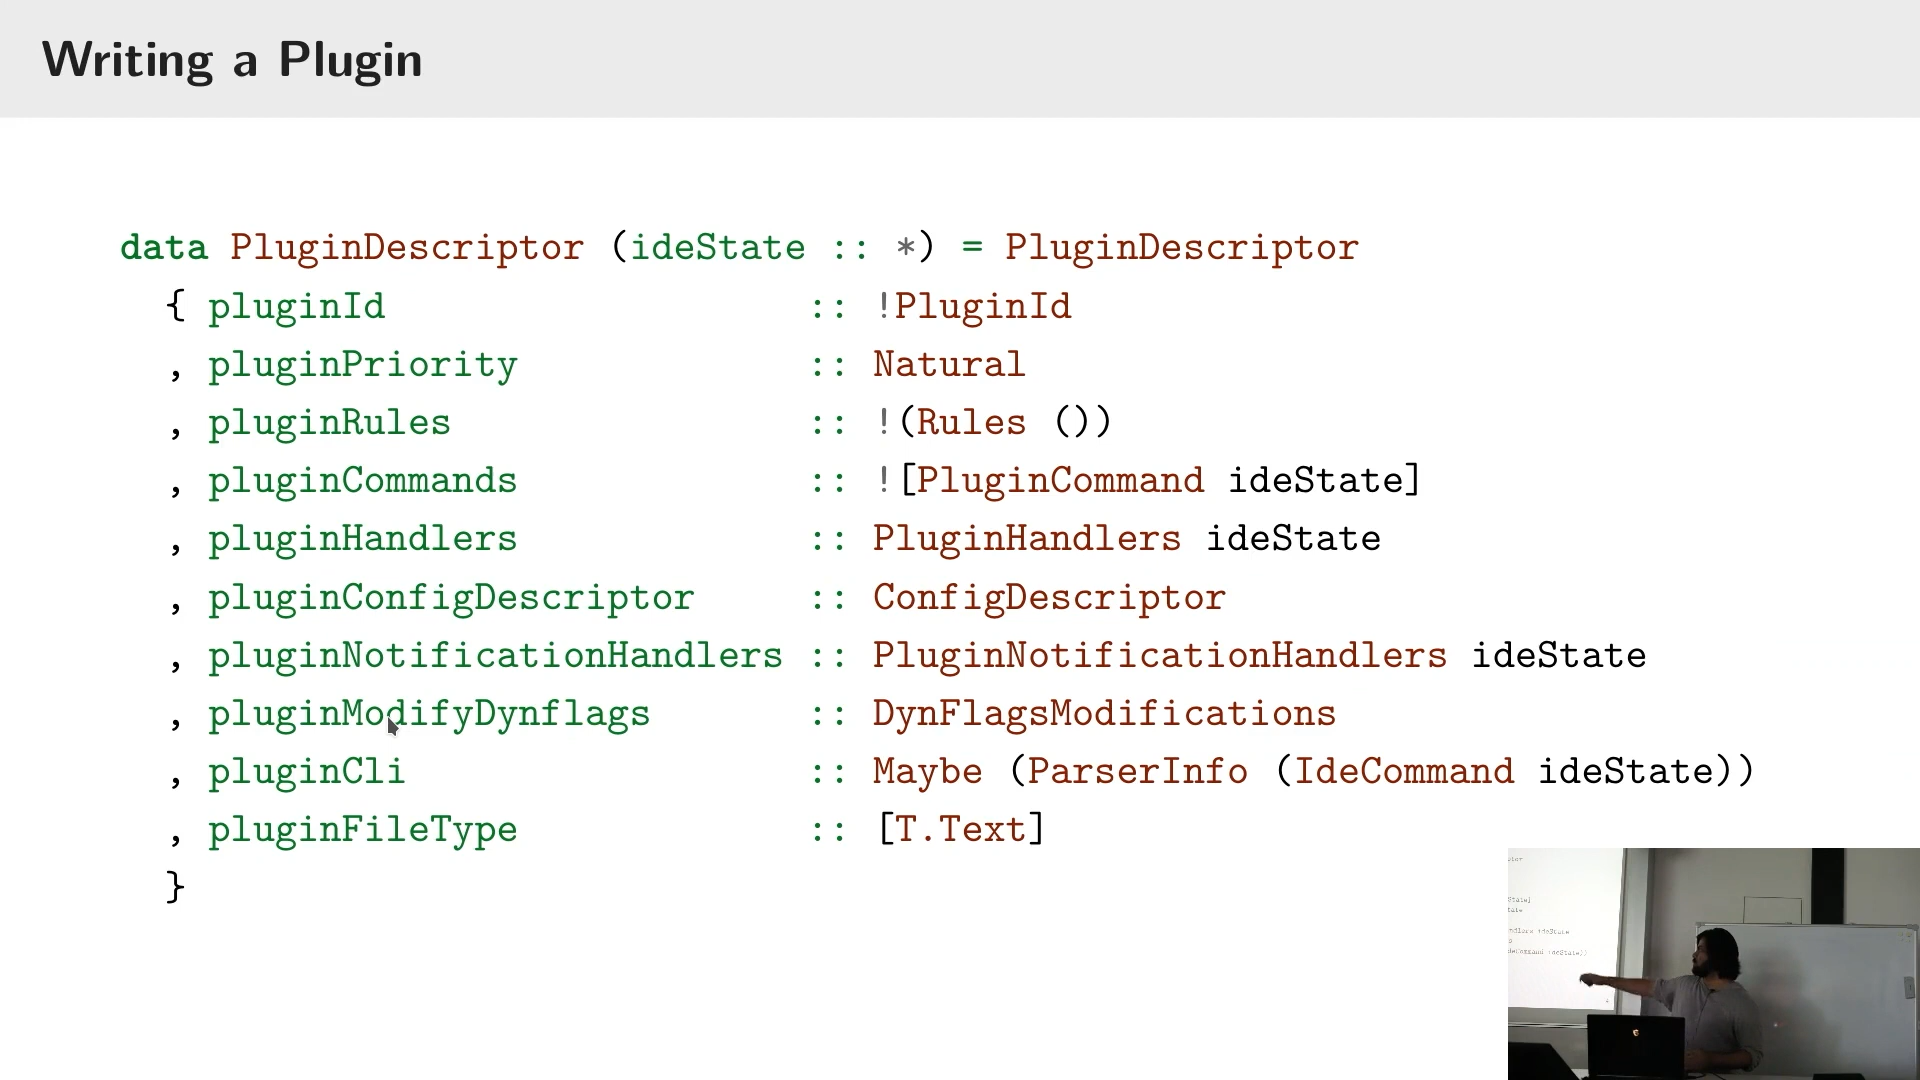 Writing a Plugin
data PluginDescriptor (ideState :: *) = PluginDescriptor
{ pluginId :: !PluginId
, pluginPriority :: Natural
, pluginRules :: !(Rules ())
, pluginCommands :: ![PluginCommand ideState]
, pluginHandlers :: PluginHandlers ideState
, pluginConfigDescriptor :: ConfigDescriptor
, pluginNotificationHandlers :: PluginNotificationHandlers ideState
, pluginModifyDynflags :: DynFlagsModifications
, pluginCli :: Maybe (ParserInfo (IdeCommand ideState))
, pluginFileType :: [T.Text]
}